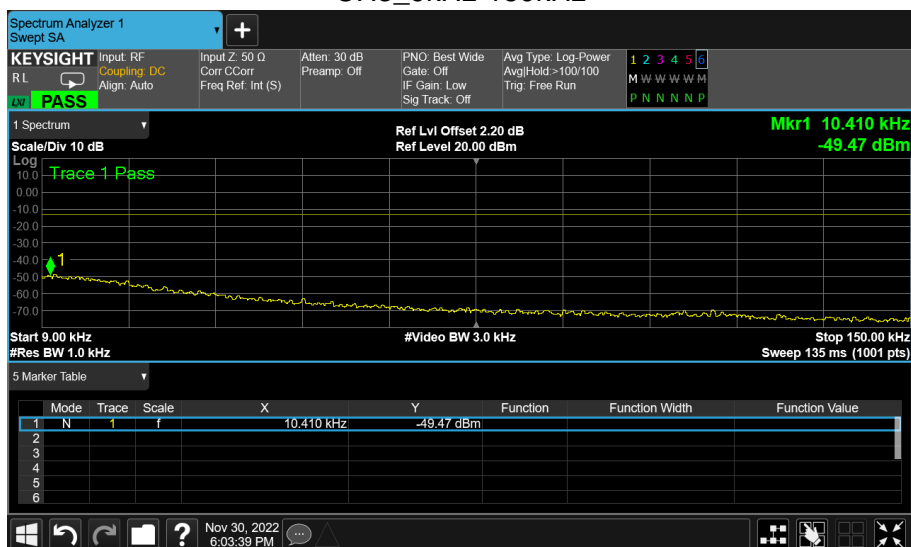 Spectrum Analyzer 1
Swept SA
KEYSIGHT
RL
LXI
PASS
Input: RF
Coupling: DC
Align: Auto
Input Z: 50 Ω
Corr CCorr
Freq Ref: Int (S)
Atten: 30 dB
Preamp: Off
PNO: Best Wide
Gate: Off
IF Gain: Low
Sig Track: Off
Avg Type: Log-Power
Avg|Hold:>100/100
Trig: Free Run
1 2 3 4 5 6
M W W W W M
P N N N N P
1 Spectrum
Scale/Div 10 dB
Ref Lvl Offset 2.20 dB
Ref Level 20.00 dBm
Mkr1 10.410 kHz
-49.47 dBm
Log
Trace 1 Pass
10.0
0.00
-10.0
-20.0
-30.0
-40.0
-50.0
-60.0
-70.0
1
Start 9.00 kHz
#Res BW 1.0 kHz
#Video BW 3.0 kHz
Stop 150.00 kHz
Sweep 135 ms (1001 pts)
5 Marker Table
Mode Trace Scale X Y Function Function Width Function Value
1 N 1 f 10.410 kHz -49.47 dBm
2
3
4
5
6
Nov 30, 2022
6:03:39 PM